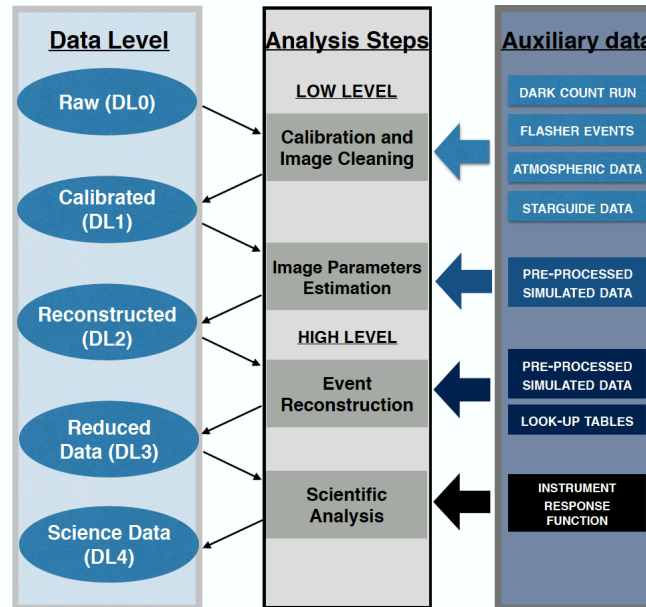 Data Level
Raw (DL0)
Calibrated
(DL1)
Reconstructed
(DL2)
Reduced
Data (DL3)
Science Data
(DL4)
Analysis Steps
LOW LEVEL
Calibration and
Image Cleaning
Image Parameters
Estimation
HIGH LEVEL
Event
Reconstruction
Scientific
Analysis
Auxiliary data
DARK COUNT RUN
FLASHER EVENTS
ATMOSPHERIC DATA
STARGUIDE DATA
PRE-PROCESSED
SIMULATED DATA
PRE-PROCESSED
SIMULATED DATA
LOOK-UP TABLES
INSTRUMENT
RESPONSE
FUNCTION